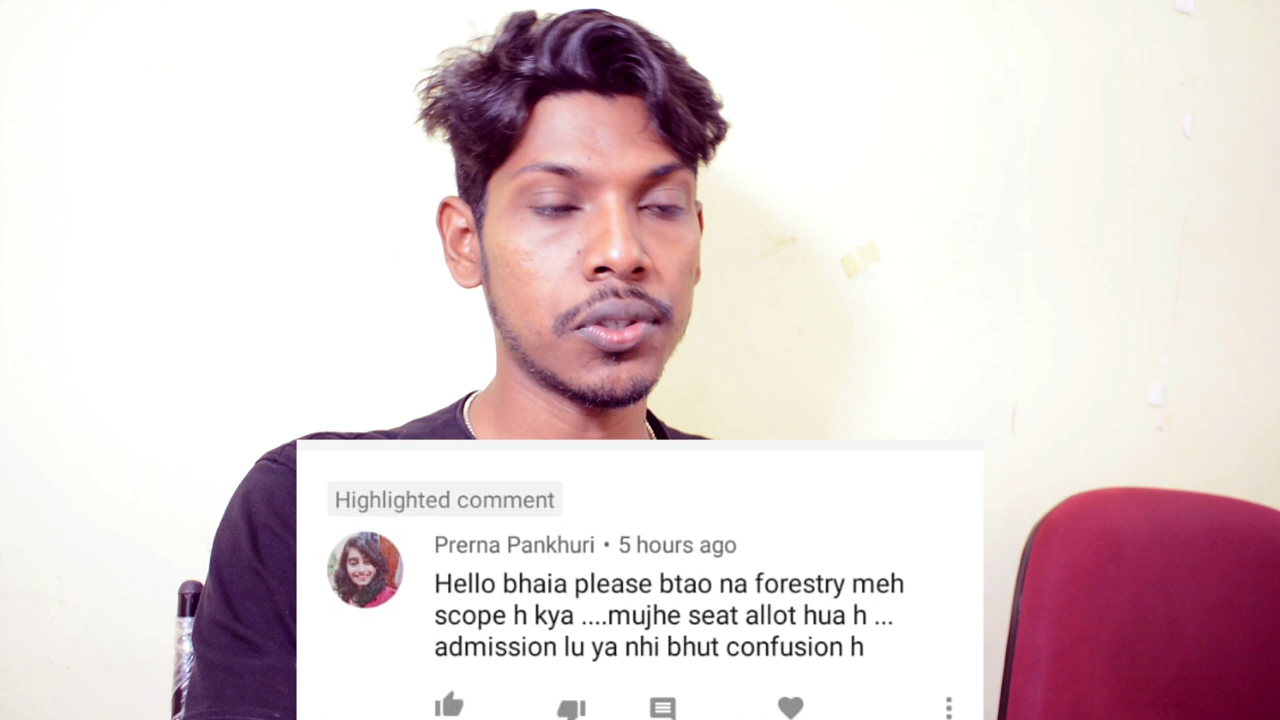 Highlighted comment
Prerna Pankhuri • 5 hours ago
Hello bhaia please btao na forestry meh
scope h kya ....mujhe seat allot hua h ...
admission lu ya nhi bhut confusion h